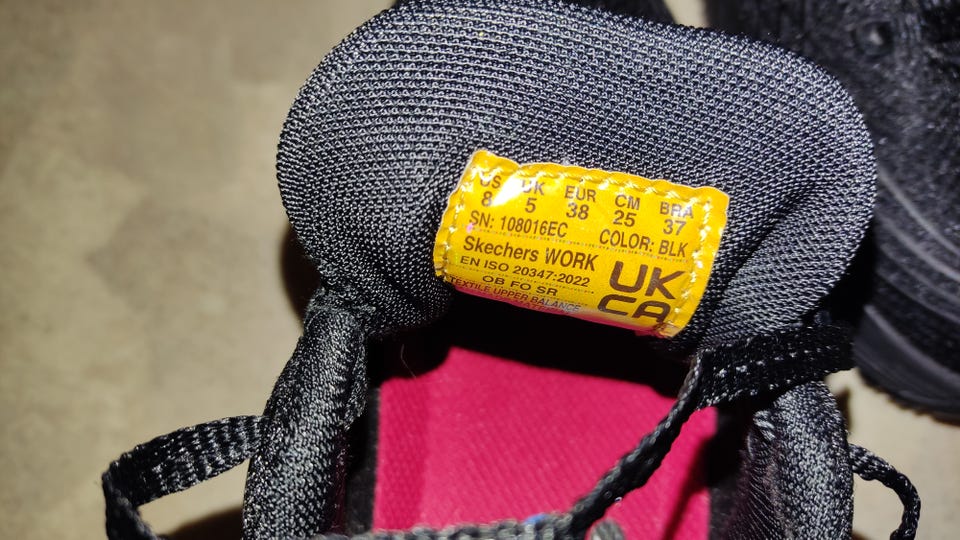 US UK EUR CM BRA
8 5 38 25 37
SN: 108016EC COLOR: BLK
Skechers WORK
EN ISO 20347:2022
OB FO SR
TEXTILE UPPER BALANCE
UK
CA